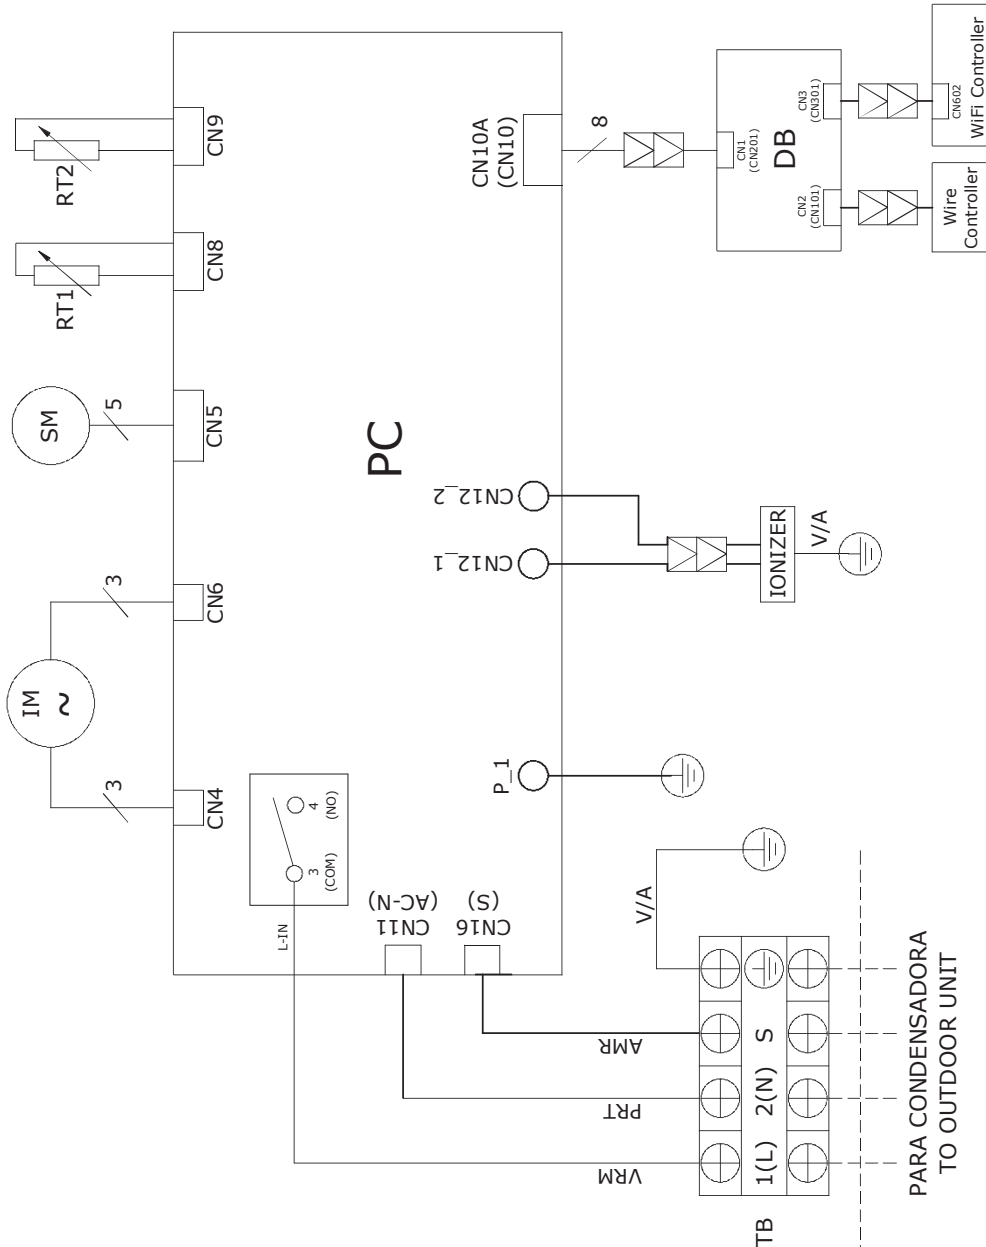 RT2
CN9
RT1
CN8
SM
5
CN5
IM
~
3
CN6
3
CN4
PC
CN10A
(CN10)
8
CN1
(CN201)
DB
CN3
(CN301)
CN2
(CN101)
CN602
WiFi Controller
Wire
Controller
CN12_2
CN12_1
IONIZER
V/A
P_1
3
(COM)
4
(NO)
L-IN
CN11
(AC-N)
CN16
(S)
V/A
AMR
PRT
VRM
TB
1(L)
2(N)
S
PARA CONDENSADORA
TO OUTDOOR UNIT